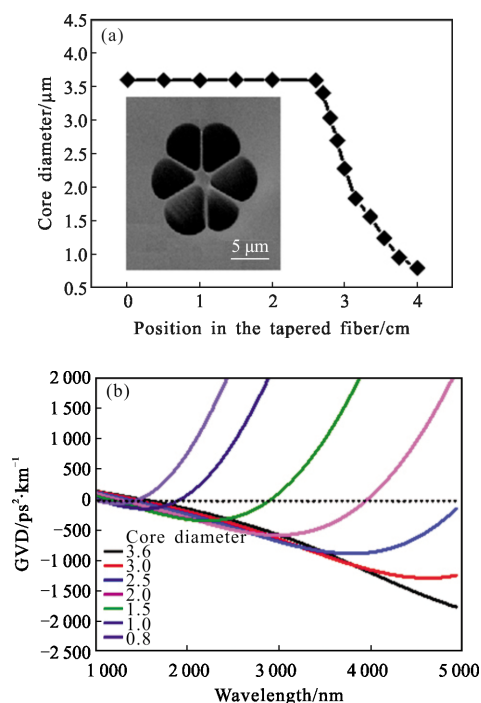 (a)
4.5
4.0
3.5
3.0
2.5
2.0
1.5
1.0
0.5
Core diameter/μm
5 μm
0 1 2 3 4
Position in the tapered fiber/cm
(b)
2 000
1 500
1 000
500
0
-500
-1 000
-1 500
-2 000
-2 500
GVD/ps²·km⁻¹
Core diameter
3.6
3.0
2.5
2.0
1.5
1.0
0.8
1 000 2 000 3 000 4 000 5 000
Wavelength/nm